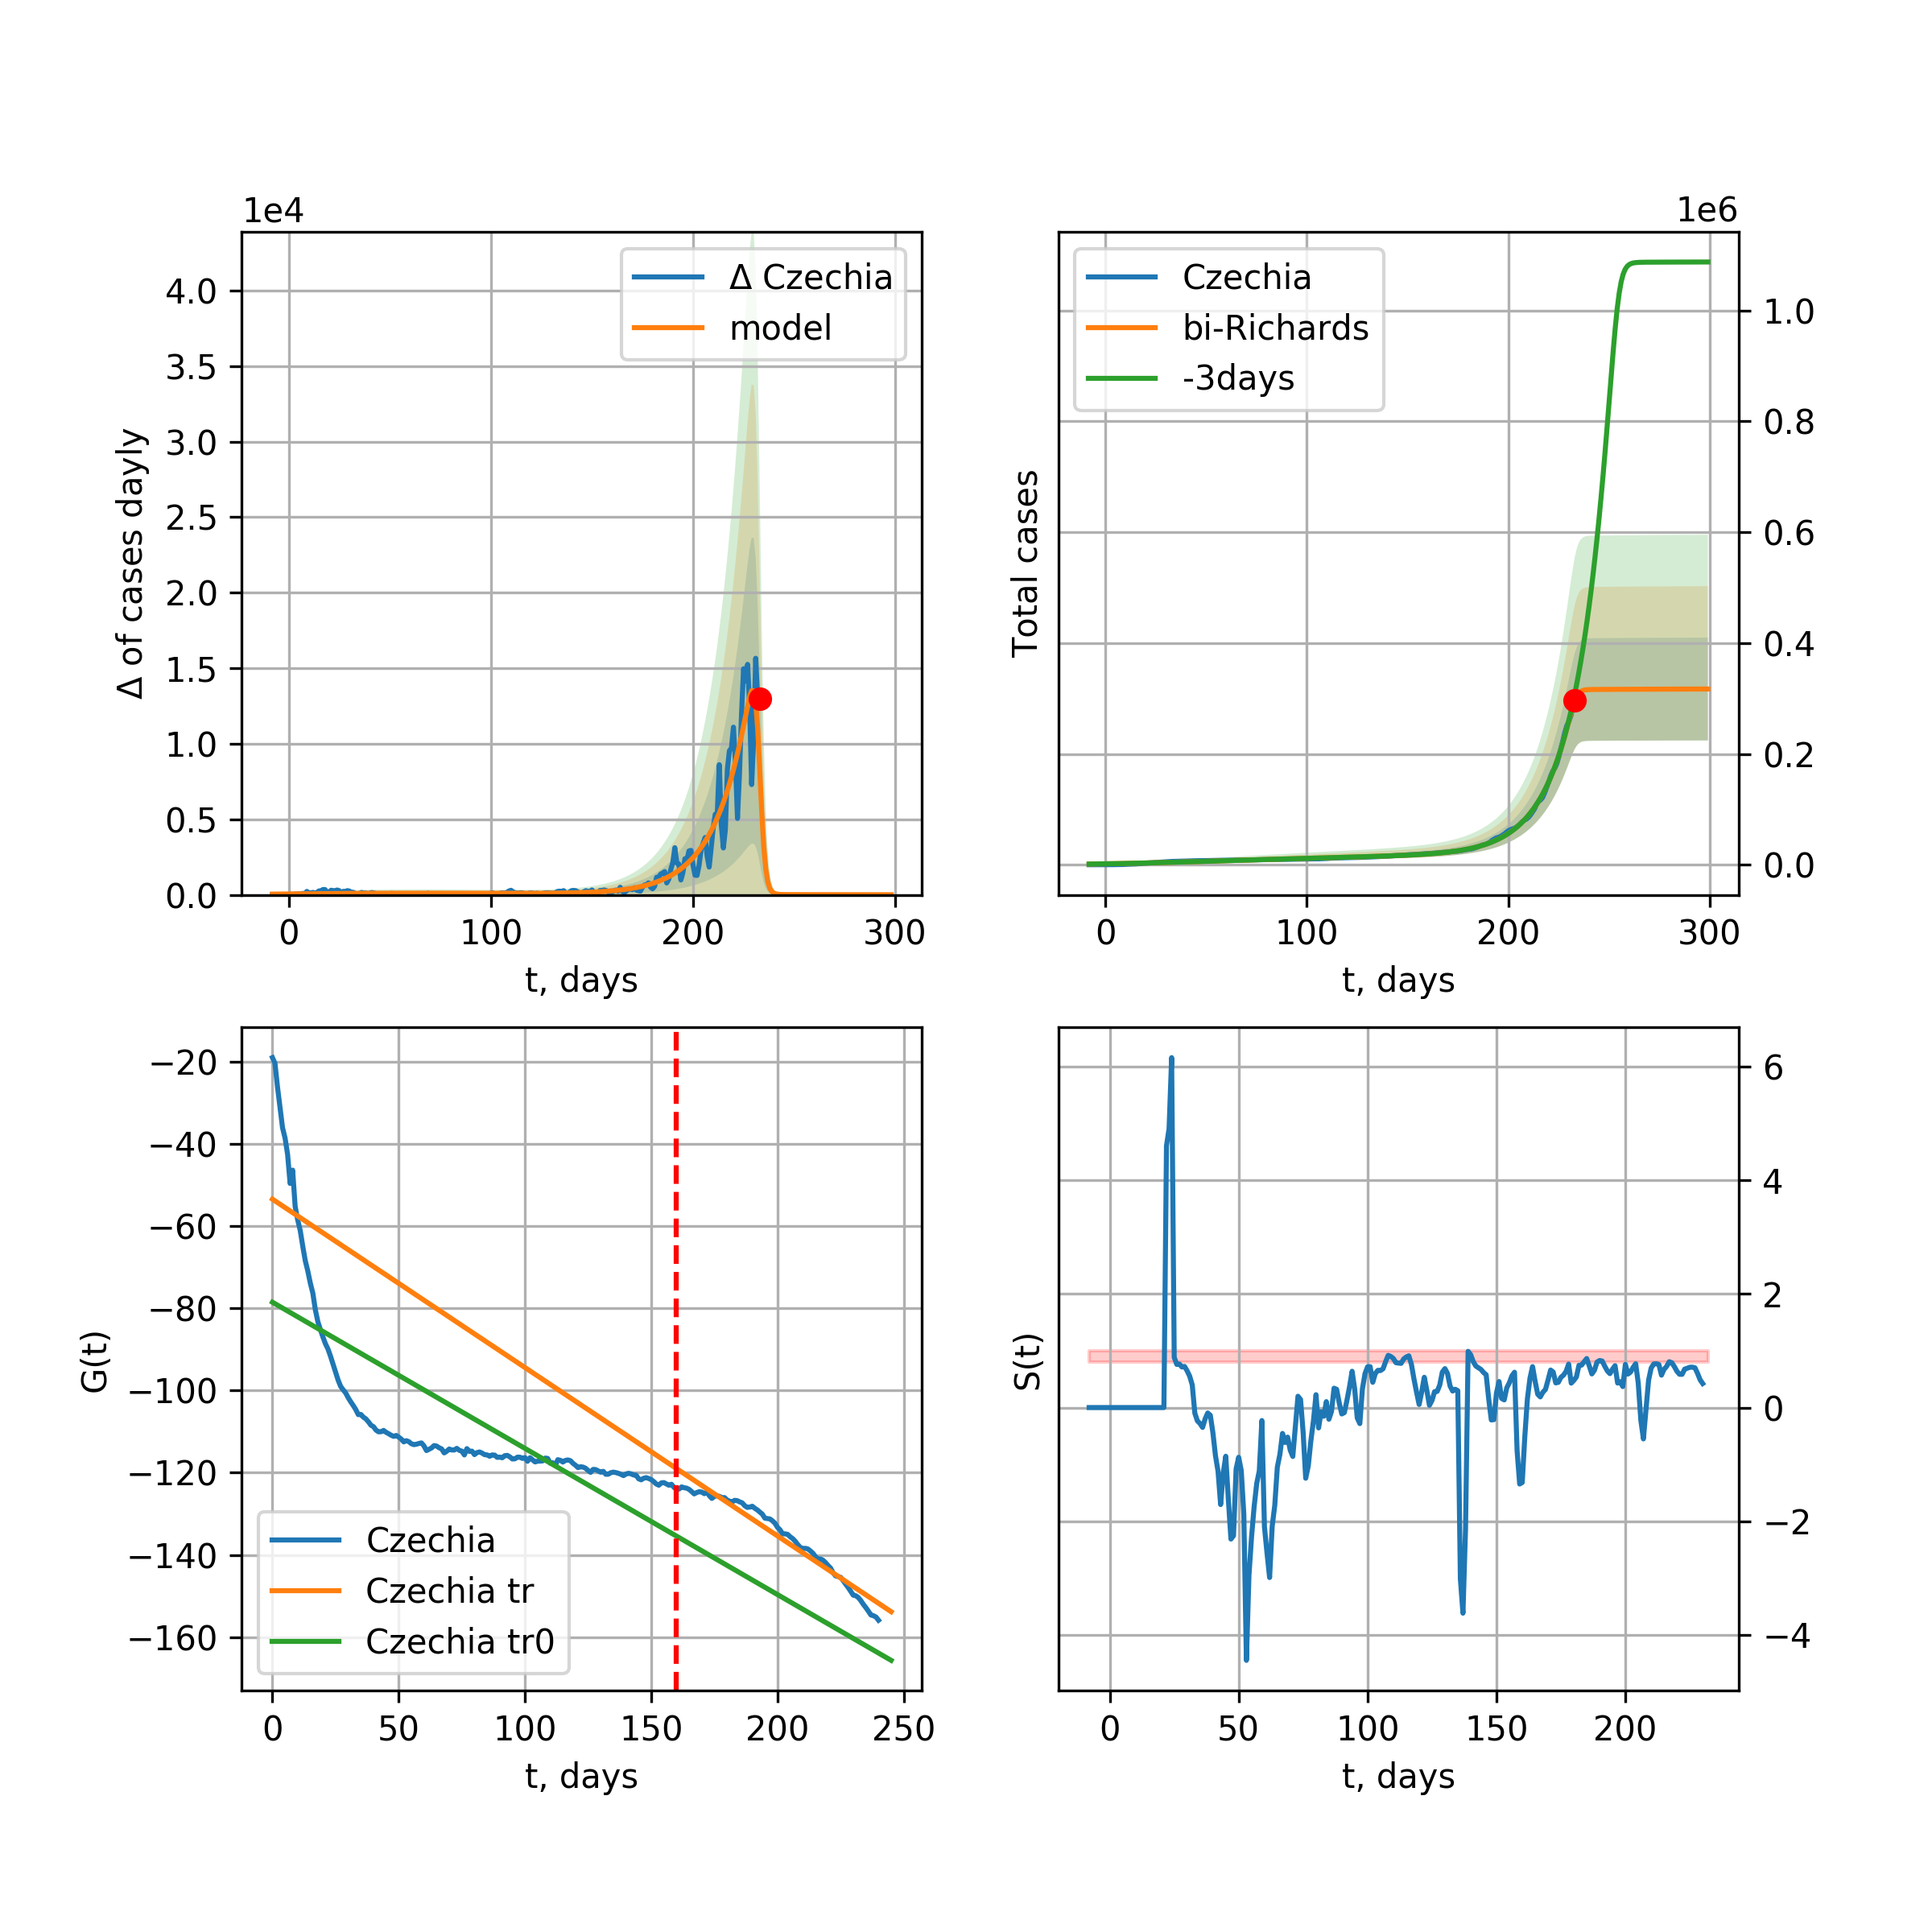 1e4
Δ of cases dayly
4.0
3.5
3.0
2.5
2.0
1.5
1.0
0.5
0.0
Δ Czechia
model
0 100 200 300
t, days
1e6
Total cases
Czechia
bi-Richards
-3days
1.0
0.8
0.6
0.4
0.2
0.0
0 100 200 300
t, days
G(t)
−20
−40
−60
−80
−100
−120
−140
−160
Czechia
Czechia tr
Czechia tr0
0 50 100 150 200 250
t, days
S(t)
6
4
2
0
−2
−4
0 50 100 150 200
t, days